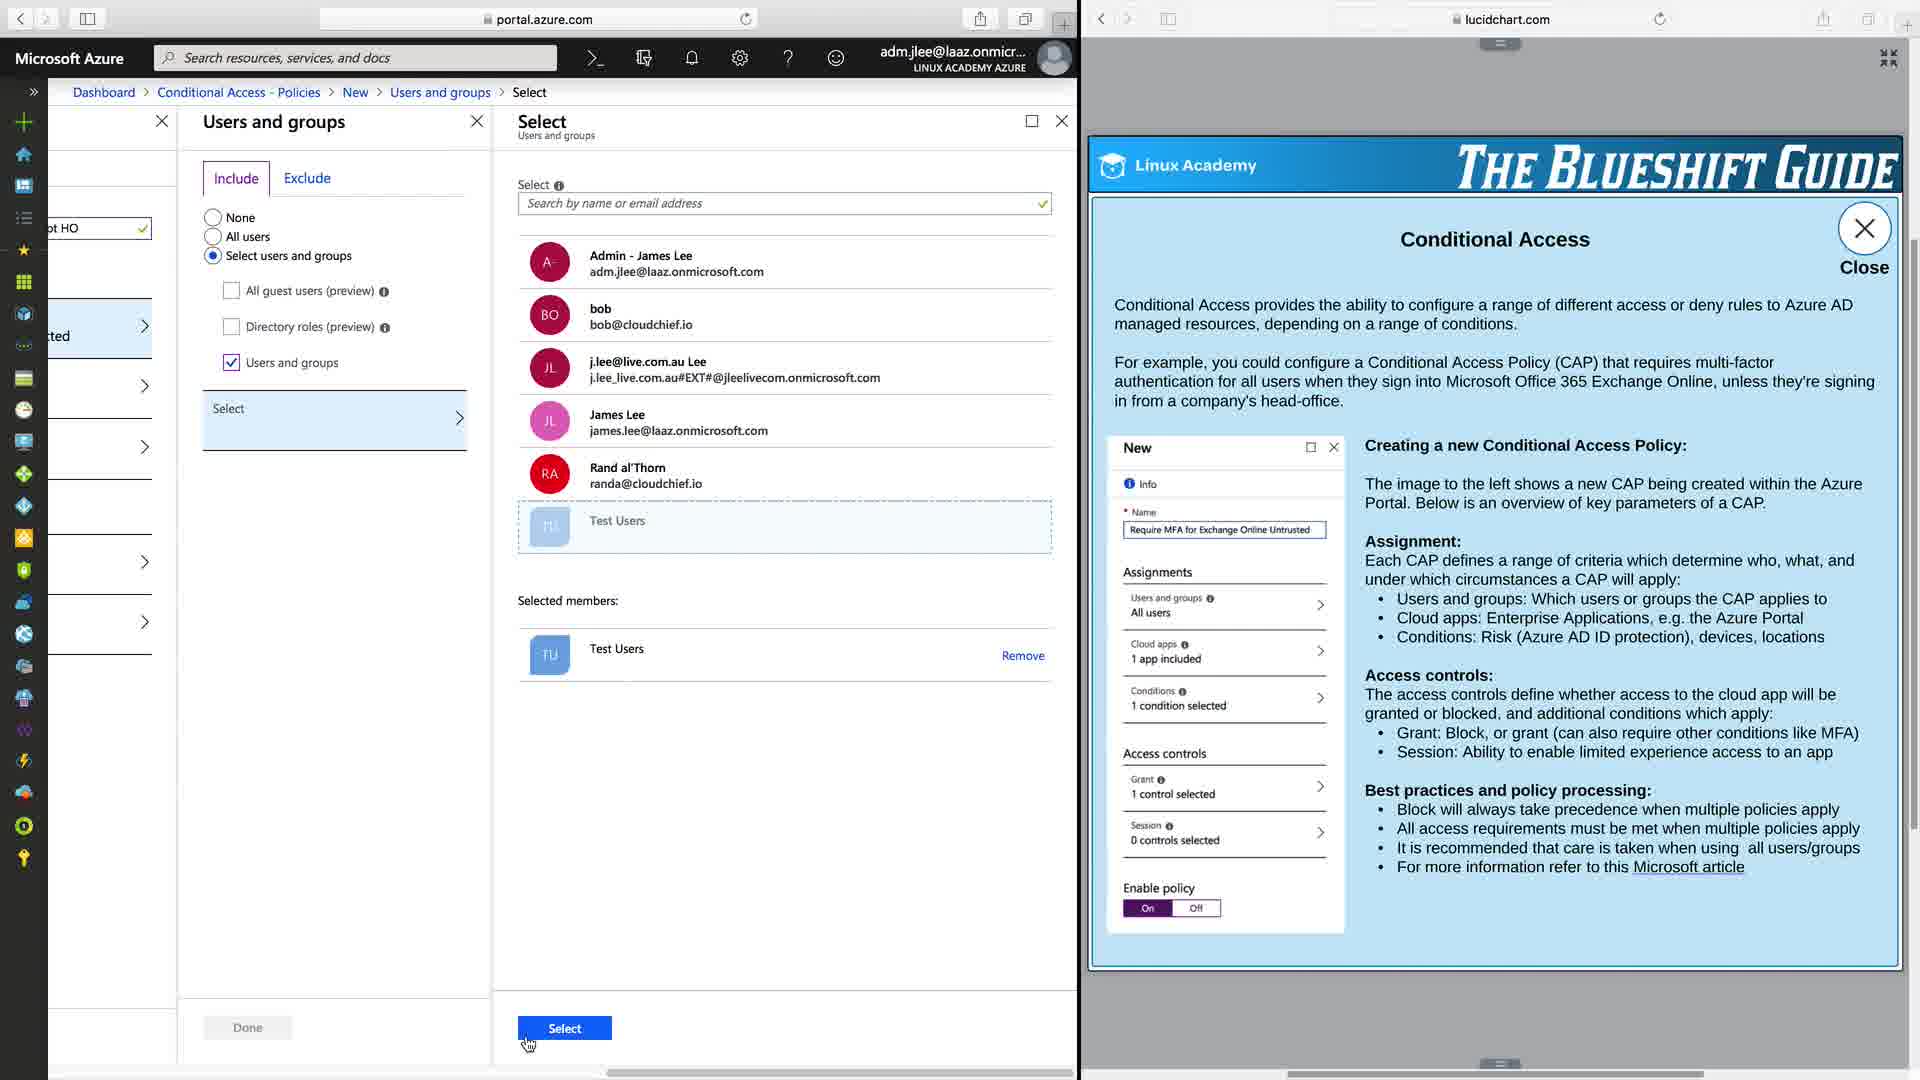 portal.azure.com
Microsoft Azure
Search resources, services, and docs
adm.jlee@laaz.onmicr...
LINUX ACADEMY AZURE
Dashboard > Conditional Access - Policies > New > Users and groups > Select
ot HO
cted
Users and groups
Include
Exclude
None
All users
Select users and groups
All guest users (preview)
Directory roles (preview)
Users and groups
Select
Done
Select
Users and groups
Select
Search by name or email address
A-
Admin - James Lee
adm.jlee@laaz.onmicrosoft.com
BO
bob
bob@cloudchief.io
JL
j.lee@live.com.au Lee
j.lee_live.com.au#EXT#@jleelivecom.onmicrosoft.com
JL
James Lee
james.lee@laaz.onmicrosoft.com
RA
Rand al'Thorn
randa@cloudchief.io
Test Users
Selected members:
TU
Test Users
Remove
Select
lucidchart.com
Linux Academy
THE BLUESHIFT GUIDE
Conditional Access
Close
Conditional Access provides the ability to configure a range of different access or deny rules to Azure AD
managed resources, depending on a range of conditions.
For example, you could configure a Conditional Access Policy (CAP) that requires multi-factor
authentication for all users when they sign into Microsoft Office 365 Exchange Online, unless they're signing
in from a company's head-office.
New
Info
* Name
Require MFA for Exchange Online Untrusted
Assignments
Users and groups
All users
Cloud apps
1 app included
Conditions
1 condition selected
Access controls
Grant
1 control selected
Session
0 controls selected
Enable policy
On
Off
Creating a new Conditional Access Policy:
The image to the left shows a new CAP being created within the Azure
Portal. Below is an overview of key parameters of a CAP.
Assignment:
Each CAP defines a range of criteria which determine who, what, and
under which circumstances a CAP will apply:
• Users and groups: Which users or groups the CAP applies to
• Cloud apps: Enterprise Applications, e.g. the Azure Portal
• Conditions: Risk (Azure AD ID protection), devices, locations
Access controls:
The access controls define whether access to the cloud app will be
granted or blocked, and additional conditions which apply:
• Grant: Block, or grant (can also require other conditions like MFA)
• Session: Ability to enable limited experience access to an app
Best practices and policy processing:
• Block will always take precedence when multiple policies apply
• All access requirements must be met when multiple policies apply
• It is recommended that care is taken when using all users/groups
• For more information refer to this Microsoft article